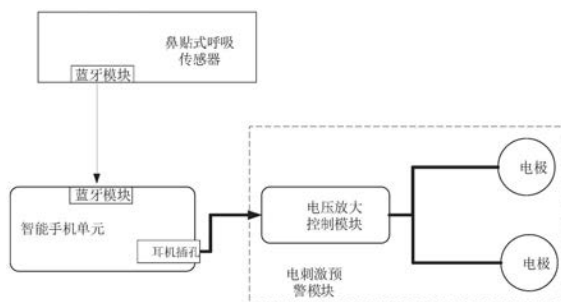 鼻贴式呼吸
传感器
蓝牙模块
蓝牙模块
智能手机单元
耳机插孔
电压放大
控制模块
电极
电极
电刺激预
警模块